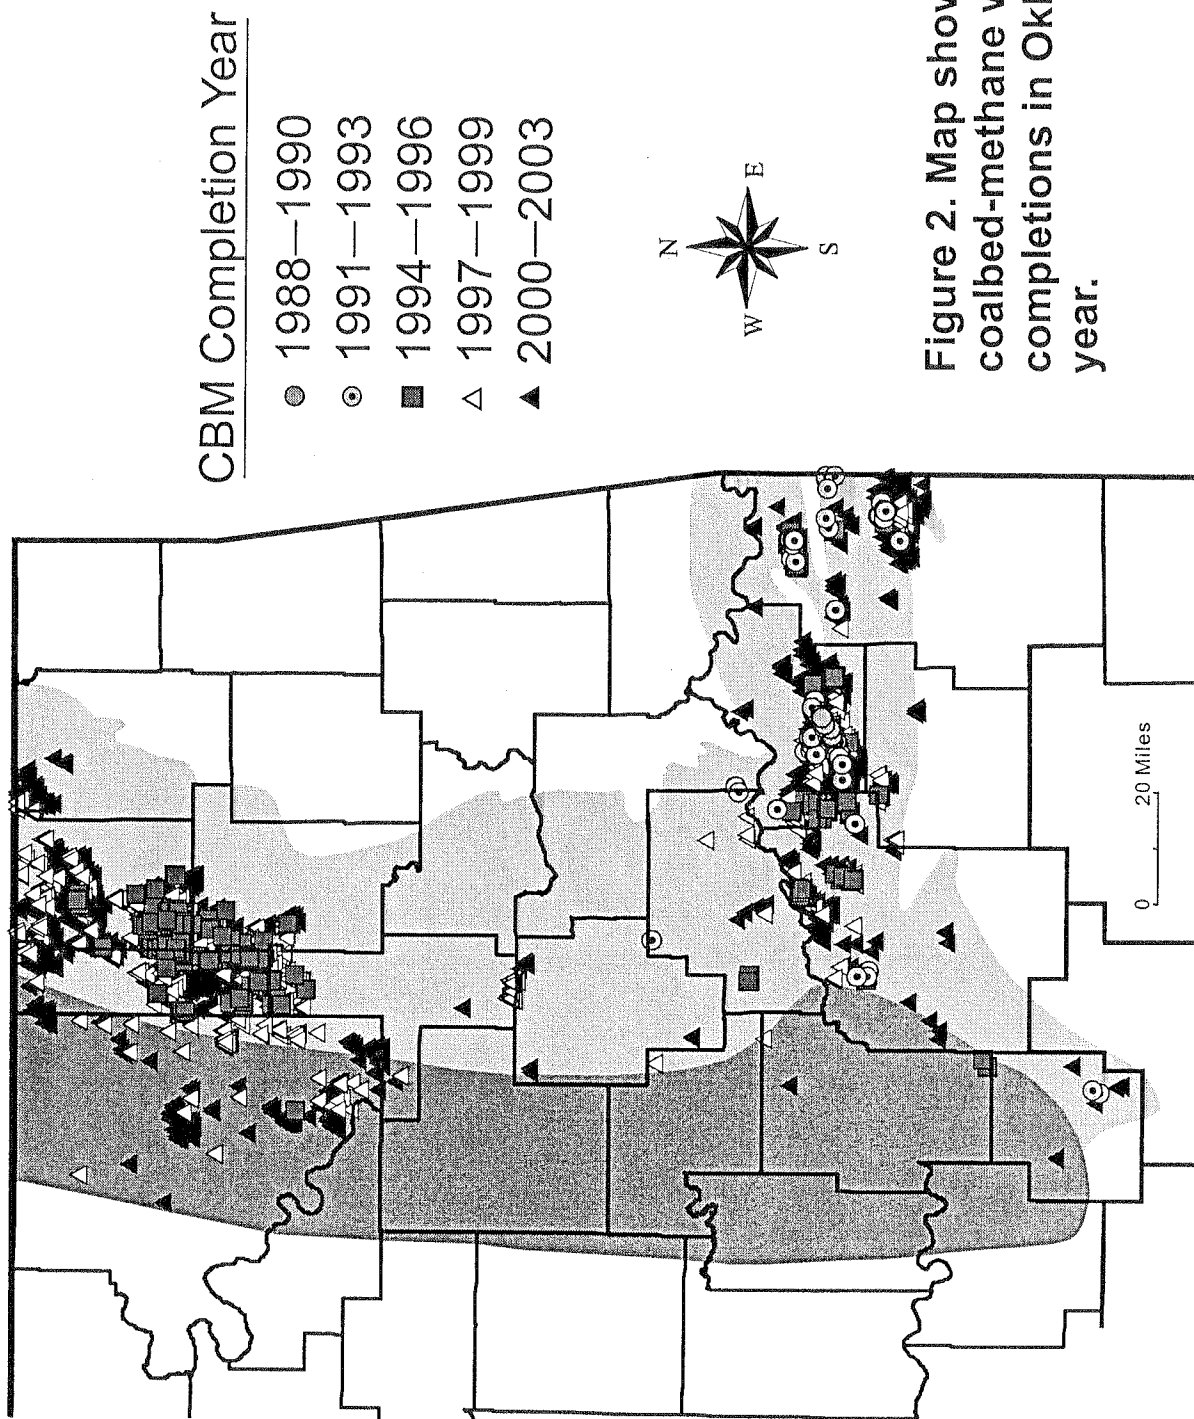 CBM Completion Year
1988—1990
1991—1993
1994—1996
1997—1999
2000—2003
N
W E
S
Figure 2. Map show
coalbed-methane
completions in Okl
year.
0 20 Miles